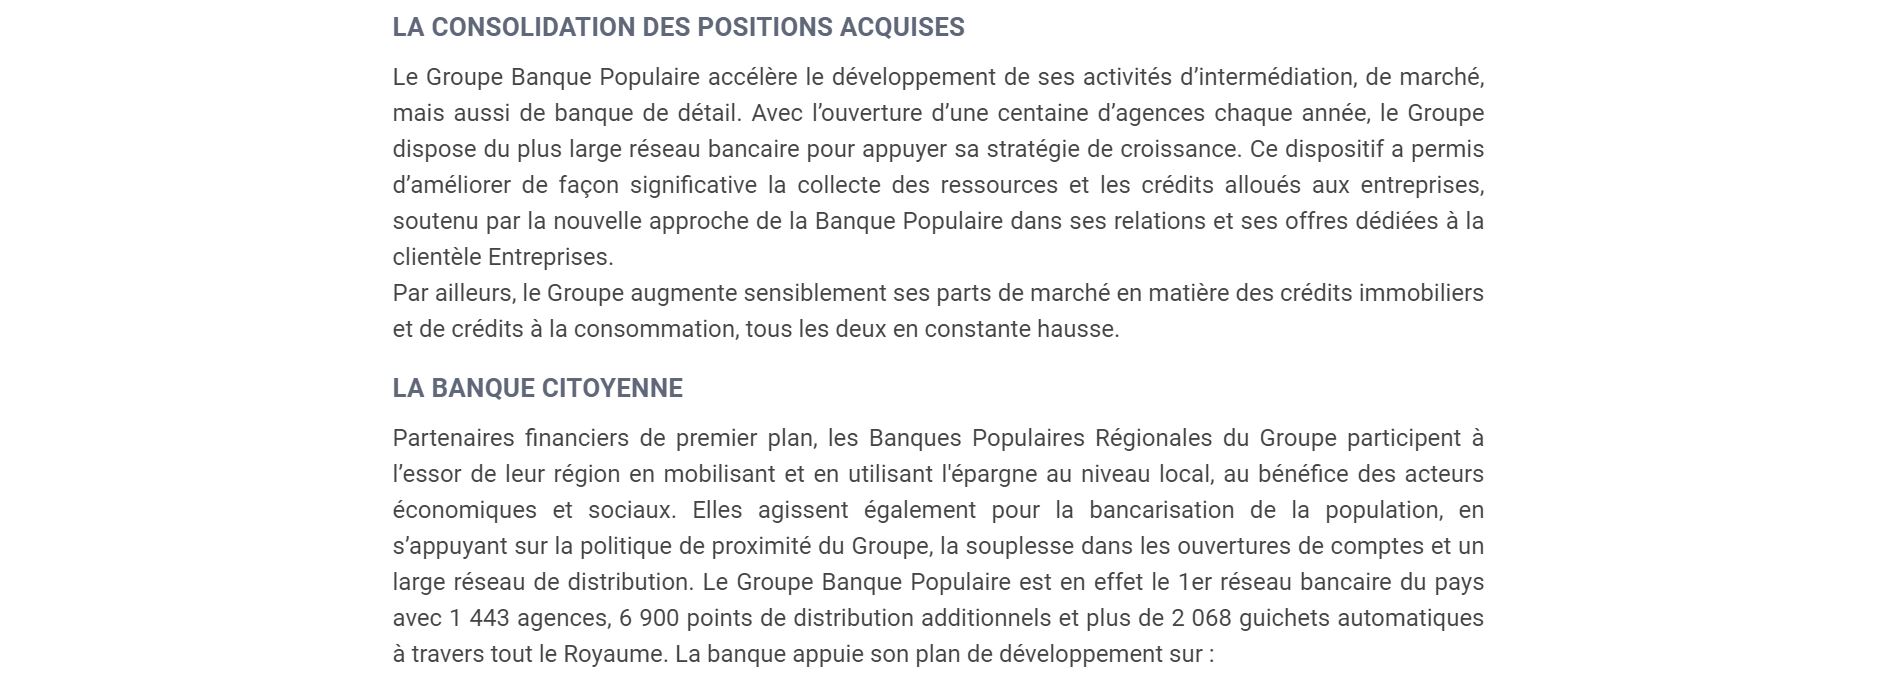 LA CONSOLIDATION DES POSITIONS ACQUISES
Le Groupe Banque Populaire accélère le développement de ses activités d’intermédiation, de marché,
mais aussi de banque de détail. Avec l’ouverture d’une centaine d’agences chaque année, le Groupe
dispose du plus large réseau bancaire pour appuyer sa stratégie de croissance. Ce dispositif a permis
d’améliorer de façon significative la collecte des ressources et les crédits alloués aux entreprises,
soutenu par la nouvelle approche de la Banque Populaire dans ses relations et ses offres dédiées à la
clientèle Entreprises.
Par ailleurs, le Groupe augmente sensiblement ses parts de marché en matière des crédits immobiliers
et de crédits à la consommation, tous les deux en constante hausse.
LA BANQUE CITOYENNE
Partenaires financiers de premier plan, les Banques Populaires Régionales du Groupe participent à
l’essor de leur région en mobilisant et en utilisant l'épargne au niveau local, au bénéfice des acteurs
économiques et sociaux. Elles agissent également pour la bancarisation de la population, en
s’appuyant sur la politique de proximité du Groupe, la souplesse dans les ouvertures de comptes et un
large réseau de distribution. Le Groupe Banque Populaire est en effet le 1er réseau bancaire du pays
avec 1 443 agences, 6 900 points de distribution additionnels et plus de 2 068 guichets automatiques
à travers tout le Royaume. La banque appuie son plan de développement sur :